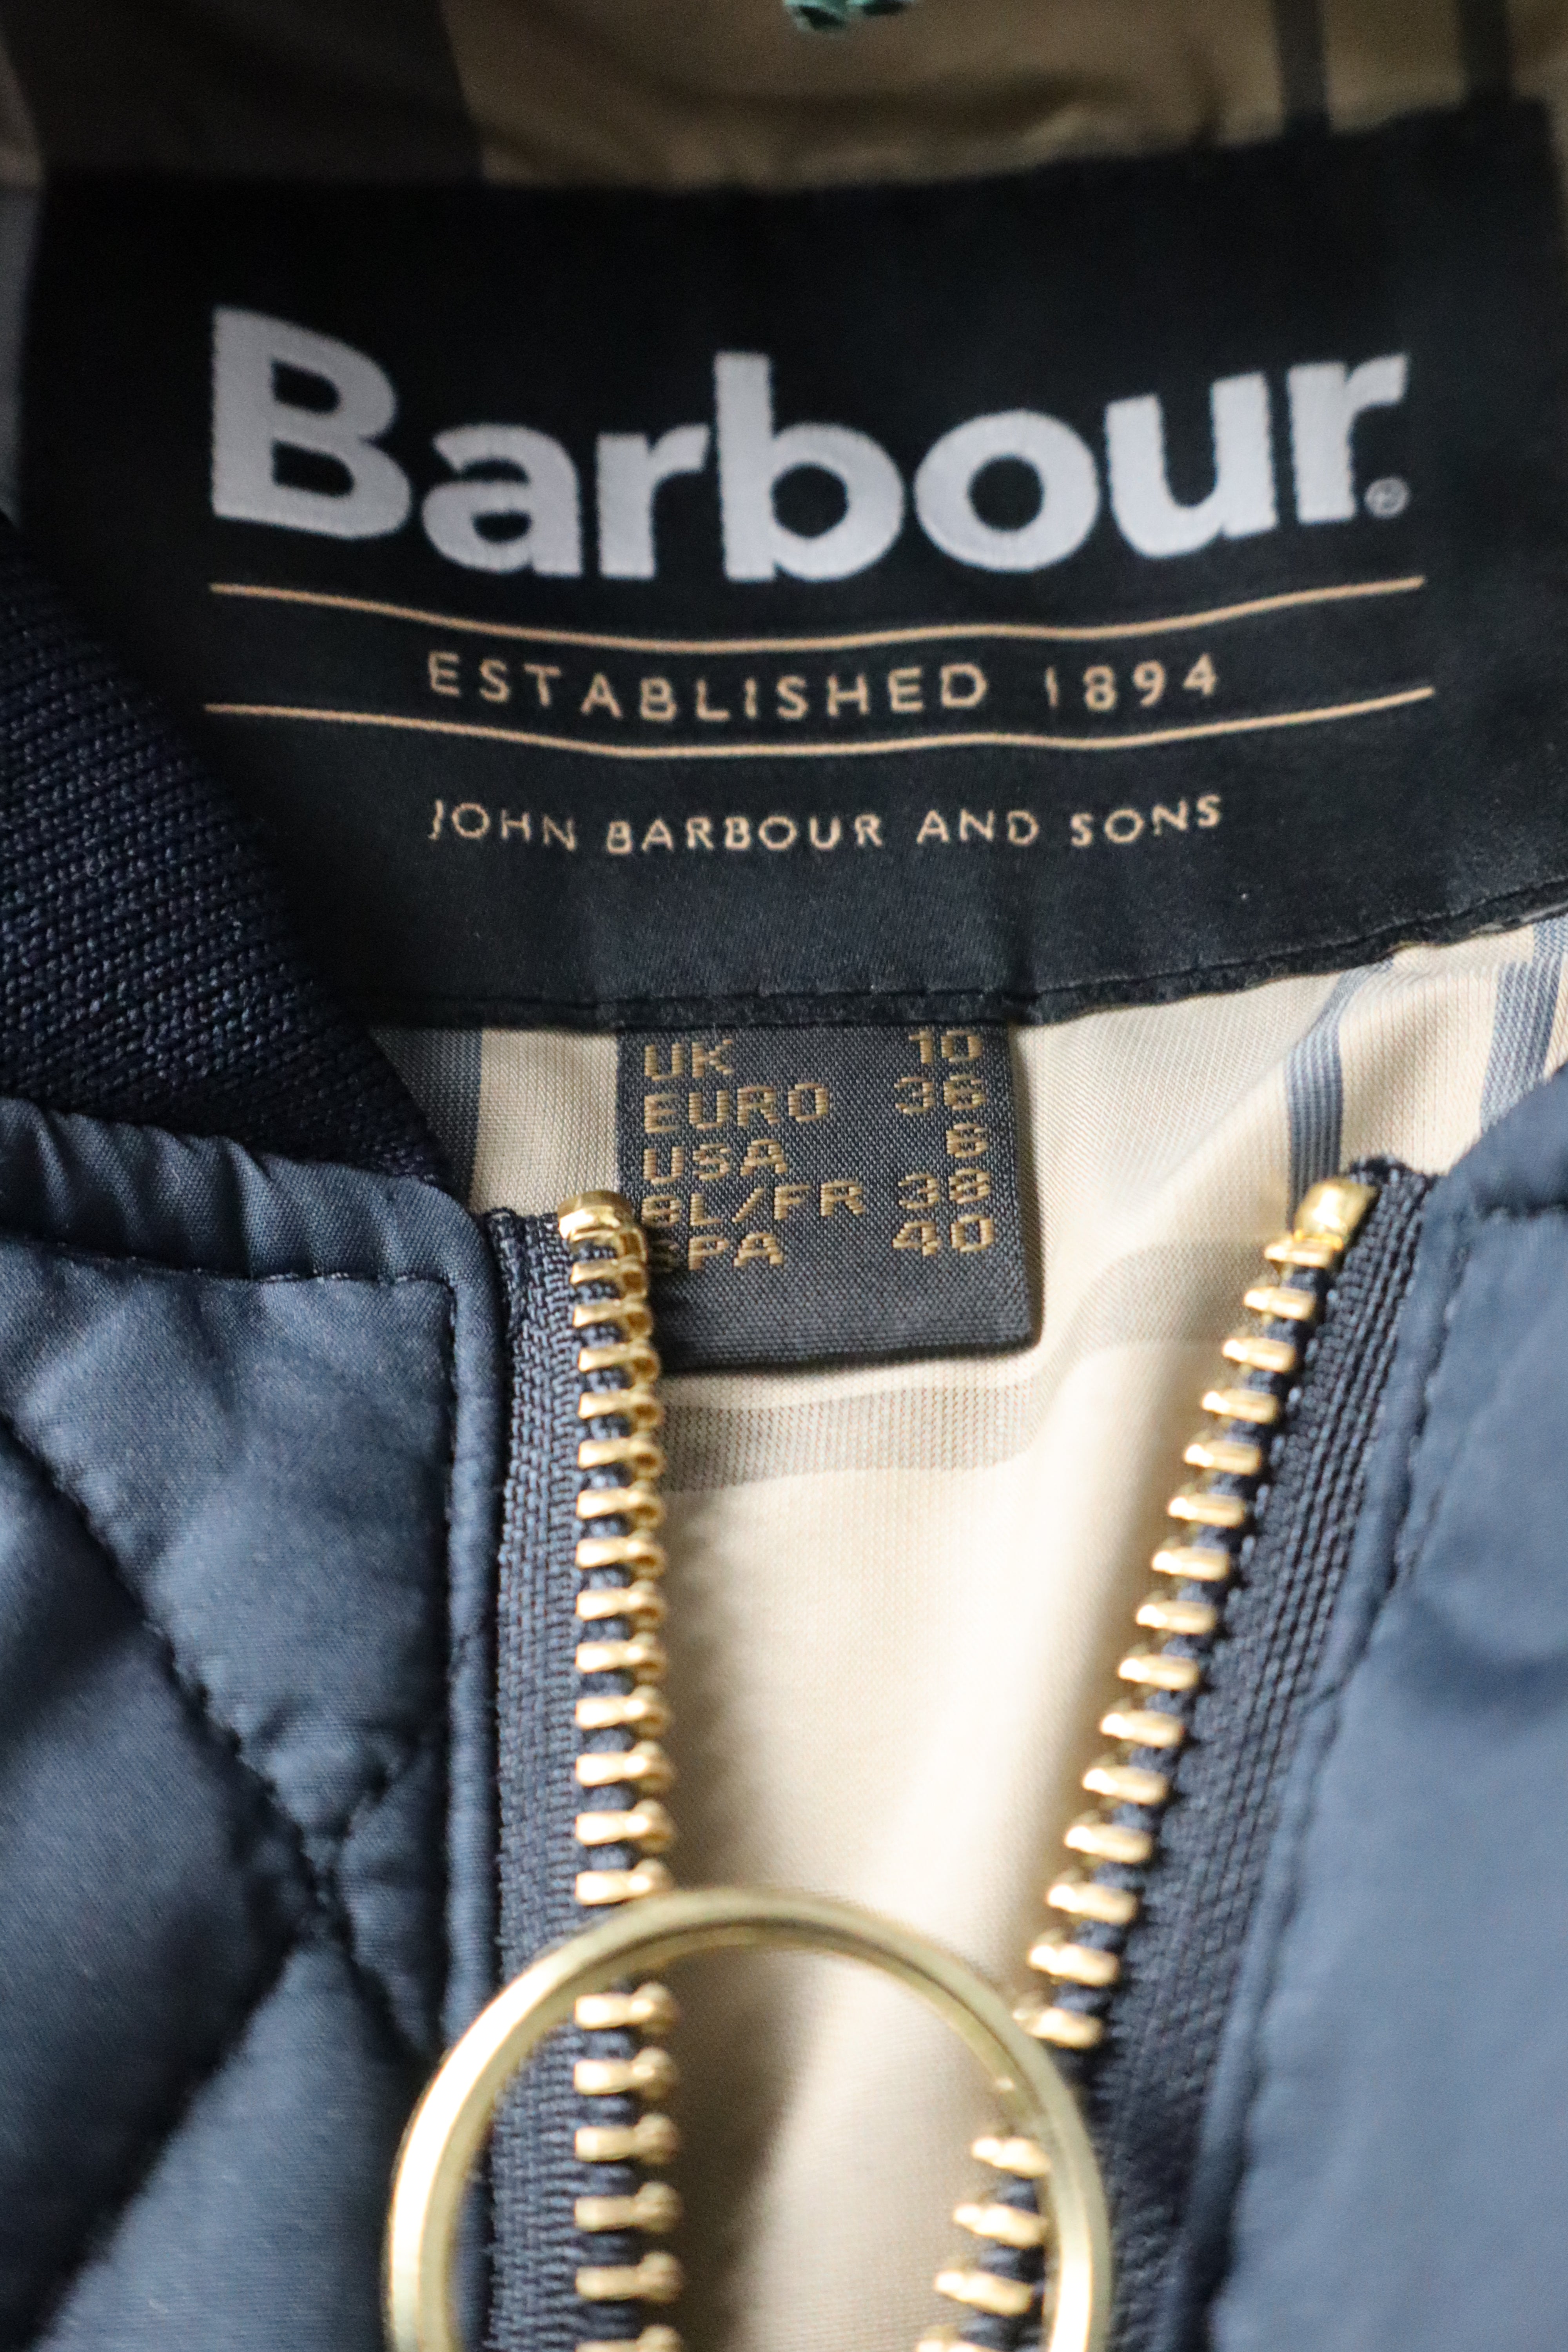 Barbour®
ESTABLISHED 1894
JOHN BARBOUR AND SONS
UK 10
EURO 36
USA 6
BL/FR 38
SPA 40